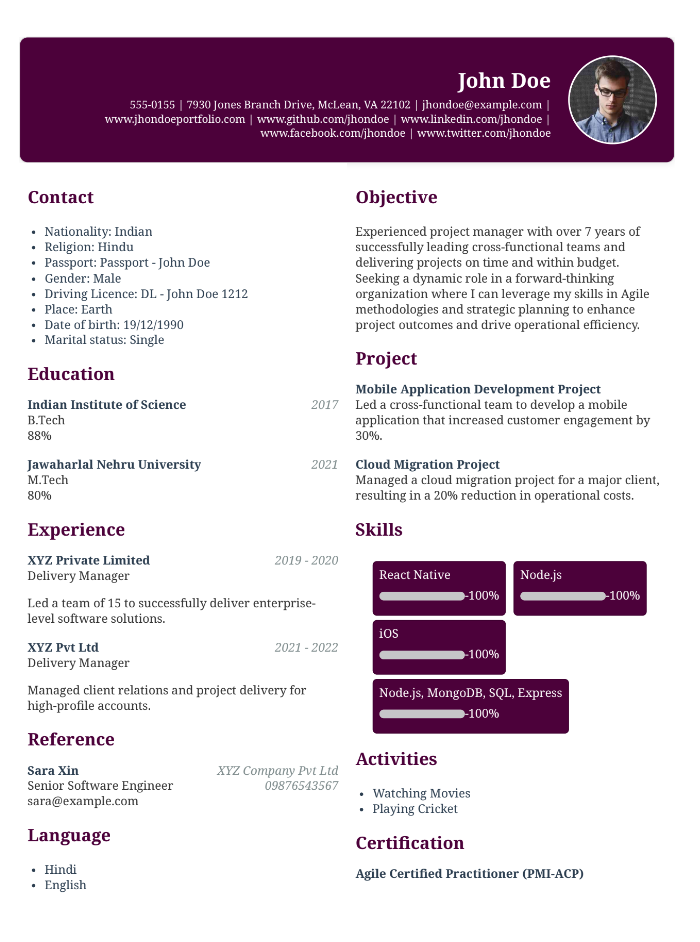 John Doe
555-0155 | 7930 Jones Branch Drive, McLean, VA 22102 | jhondoe@example.com |
www.jhondoeportfolio.com | www.github.com/jhondoe | www.linkedin.com/jhondoe |
www.facebook.com/jhondoe | www.twitter.com/jhondoe
Contact
• Nationality: Indian
• Religion: Hindu
• Passport: Passport - John Doe
• Gender: Male
• Driving Licence: DL - John Doe 1212
• Place: Earth
• Date of birth: 19/12/1990
• Marital status: Single
Education
Indian Institute of Science 2017
B.Tech
88%
Jawaharlal Nehru University 2021
M.Tech
80%
Experience
XYZ Private Limited 2019 - 2020
Delivery Manager
Led a team of 15 to successfully deliver enterprise-
level software solutions.
XYZ Pvt Ltd 2021 - 2022
Delivery Manager
Managed client relations and project delivery for
high-profile accounts.
Reference
Sara Xin XYZ Company Pvt Ltd
Senior Software Engineer 09876543567
sara@example.com
Language
• Hindi
• English
Objective
Experienced project manager with over 7 years of
successfully leading cross-functional teams and
delivering projects on time and within budget.
Seeking a dynamic role in a forward-thinking
organization where I can leverage my skills in Agile
methodologies and strategic planning to enhance
project outcomes and drive operational efficiency.
Project
Mobile Application Development Project
Led a cross-functional team to develop a mobile
application that increased customer engagement by
30%.
Cloud Migration Project
Managed a cloud migration project for a major client,
resulting in a 20% reduction in operational costs.
Skills
React Native
-100%
Node.js
-100%
iOS
-100%
Node.js, MongoDB, SQL, Express
-100%
Activities
• Watching Movies
• Playing Cricket
Certification
Agile Certified Practitioner (PMI-ACP)